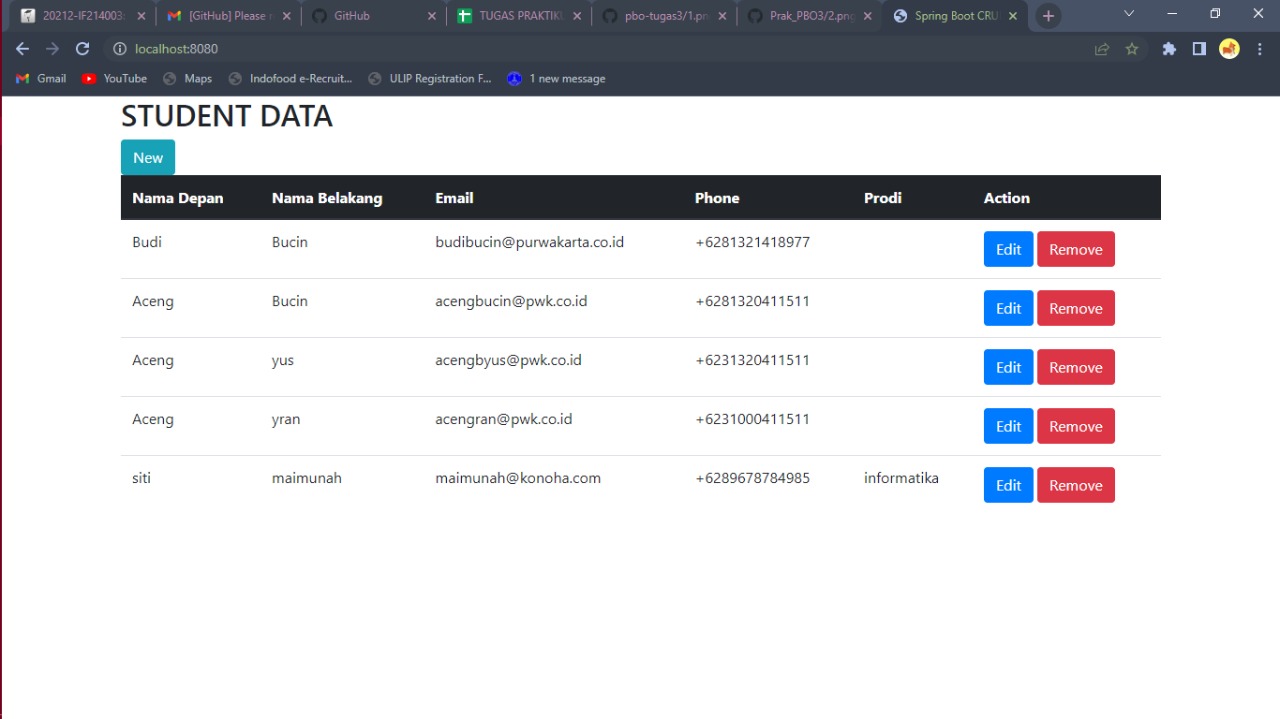 20212-IF214003
[GitHub] Please
GitHub
TUGAS PRAKTIK
pbo-tugas3/1.pn
Prak_PBO3/2.png
Spring Boot CRU
localhost:8080
Gmail YouTube Maps Indofood e-Recruit... ULIP Registration F... 1 new message
STUDENT DATA
New
Nama Depan Nama Belakang Email Phone Prodi Action
Budi Bucin budibucin@purwakarta.co.id +6281321418977 Edit Remove
Aceng Bucin acengbucin@pwk.co.id +6281320411511 Edit Remove
Aceng yus acengbyus@pwk.co.id +6231320411511 Edit Remove
Aceng yran acengran@pwk.co.id +6231000411511 Edit Remove
siti maimunah maimunah@konoha.com +6289678784985 informatika Edit Remove